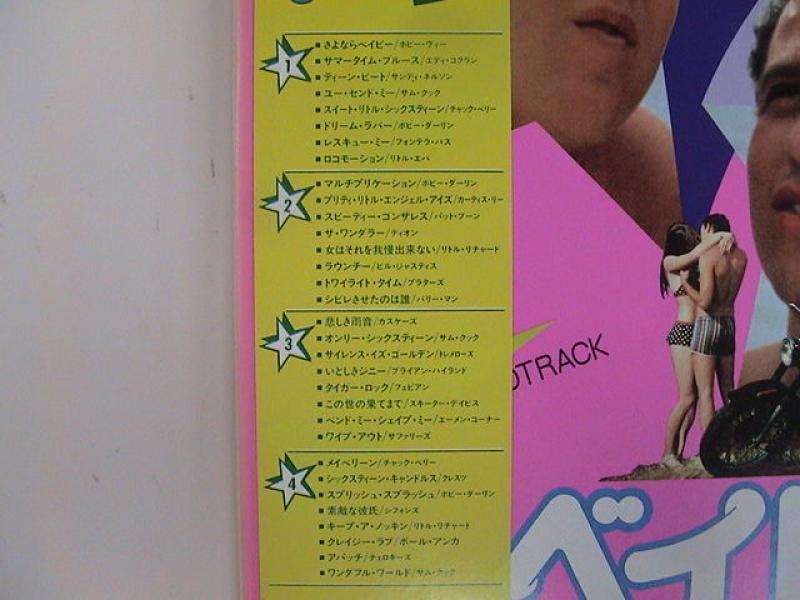 1
■さよならベイビー/ボビー・ヴィー
■サマータイム・ブルース/エディ・コクラン
■ティーン・ビート/サンディ・ネルソン
■ユー・センド・ミー/サム・クック
■スイート・リトル・シックスティーン/チャック・ベリー
■ドリーム・ラバー/ボビー・ダーリン
■レスキュー・ミー/フォンテラ・バス
■ロコモーション/リトル・エバ
2
■マルチプリケーション/ボビー・ダーリン
■プリティ・リトル・エンジェル・アイズ/カーティス・リー
■スピーディー・ゴンザレス/パット・ブーン
■ザ・ワンダラー/ディオン
■女はそれを我慢出来ない/リトル・リチャード
■ラウンチー/ビル・ジャスティス
■トワイライト・タイム/プラターズ
■シビレさせたのは誰/バリー・マン
3
■悲しき雨音/カスケーズ
■オンリー・シックスティーン/サム・クック
■サイレンス・イズ・ゴールデン/トレメローズ
■いとしきジニー/ブライアン・ハイランド
■タイガー・ロック/フェビアン
■この世の果てまで/スキーター・デイビス
■ベンド・ミー・シェイプ・ミー/エーメン・コーナー
■ワイプ・アウト/サファリーズ
4
■メイベリーン/チャック・ベリー
■シックスティーン・キャンドルス/クレスツ
■スプリッシュ・スプラッシュ/ボビー・ダーリン
■素敵な彼氏/シフォンズ
■キープ・ア・ノッキン/リトル・リチャード
■クレイジー・ラブ/ポール・アンカ
■アパッチ/チェロキーズ
■ワンダフル・ワールド/サム・クック
DTRACK
ベイビ